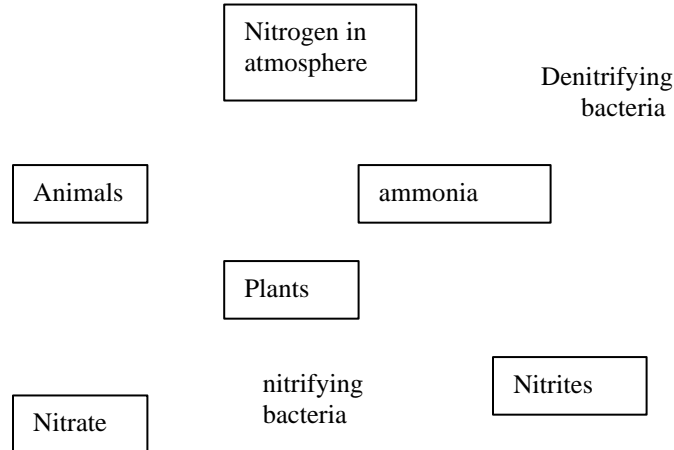 Nitrogen in
atmosphere
Denitrifying
bacteria
Animals
ammonia
Plants
nitrifying
bacteria
Nitrites
Nitrate